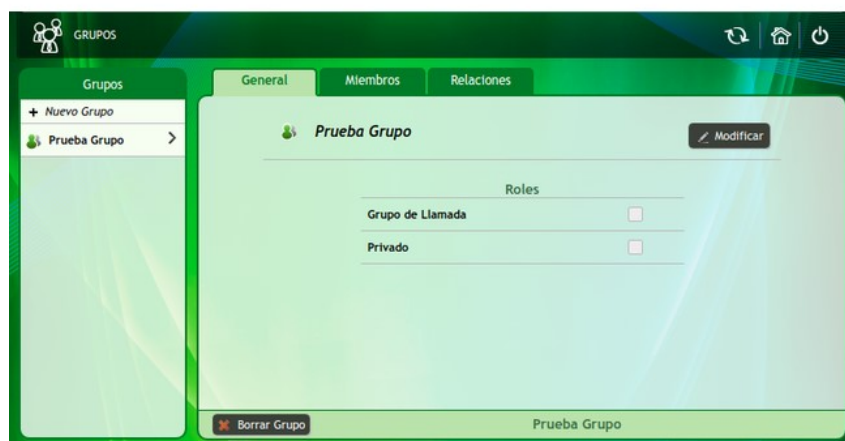 GRUPOS
Grupos
+ Nuevo Grupo
Prueba Grupo
General Miembros Relaciones
Prueba Grupo
Modificar
Roles
Grupo de Llamada
Privado
Borrar Grupo
Prueba Grupo